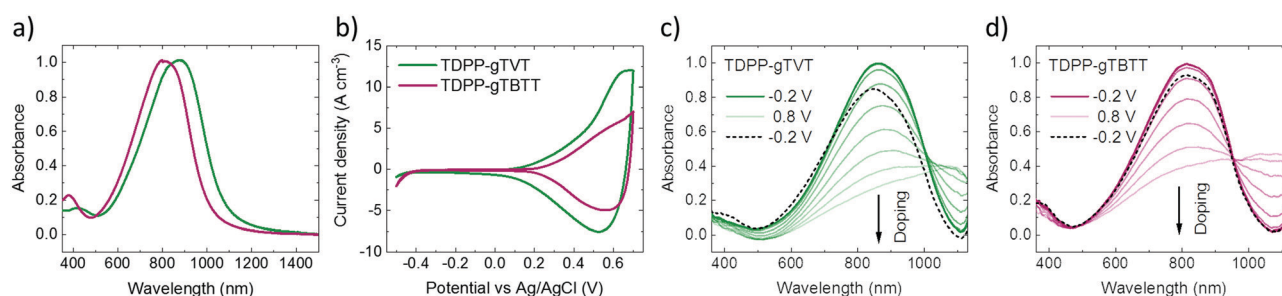 a)
Absorbance
1.0
0.8
0.6
0.4
0.2
0.0
400 600 800 1000 1200 1400
Wavelength (nm)
b)
Current density (A cm⁻³)
15
10
5
0
-5
-10
TDPP-gTVT
TDPP-gTBTT
-0.4 -0.2 0.0 0.2 0.4 0.6
Potential vs Ag/AgCl (V)
c)
Absorbance
1.0
0.8
0.6
0.4
0.2
0.0
TDPP-gTVT
-0.2 V
0.8 V
-0.2 V
Doping
400 600 800 1000
Wavelength (nm)
d)
Absorbance
1.0
0.8
0.6
0.4
0.2
0.0
TDPP-gTBTT
-0.2 V
0.8 V
-0.2 V
Doping
400 600 800 1000
Wavelength (nm)